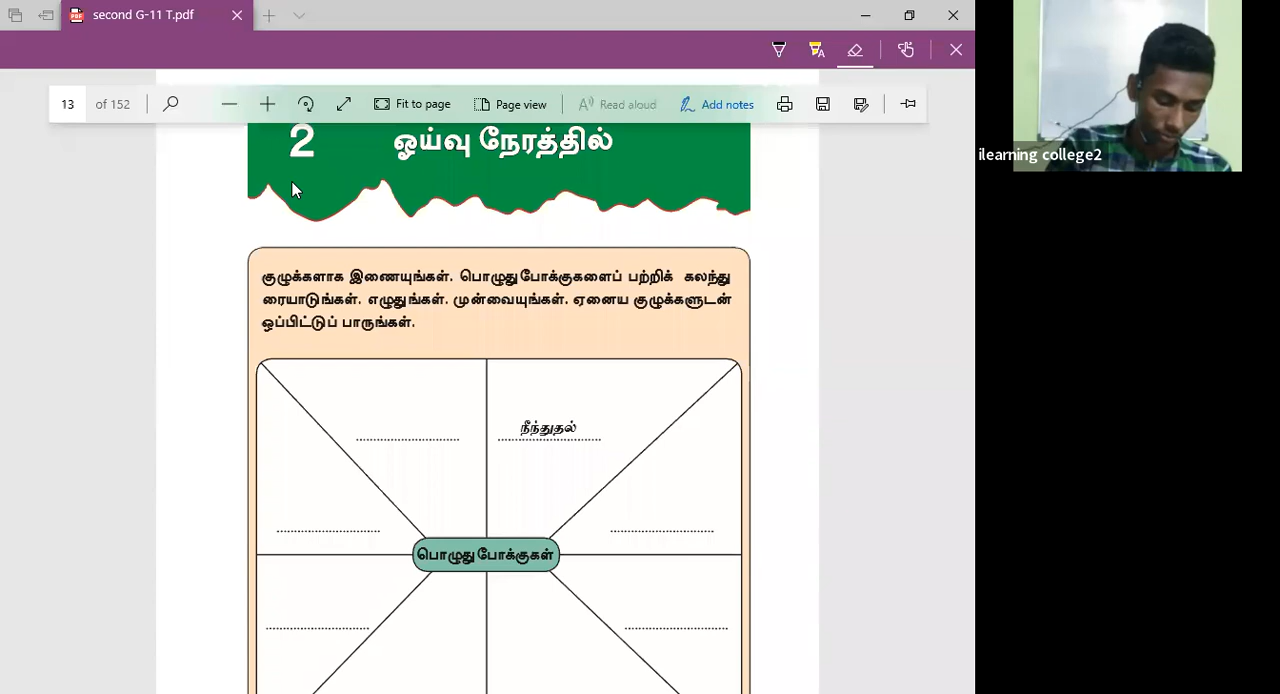 second G-11 T.pdf
13 of 152 Fit to page Page view Read aloud Add notes
2 ஓய்வு நேரத்தில்
ilearning college2
குழுக்களாக இணையுங்கள். பொழுதுபோக்குகளைப் பற்றிக் கலந்து
ரையாடுங்கள். எழுதுங்கள். முன்வையுங்கள். ஏனைய குழுக்களுடன்
ஒப்பிட்டுப் பாருங்கள்.
நீந்துதல்
பொழுதுபோக்குகள்